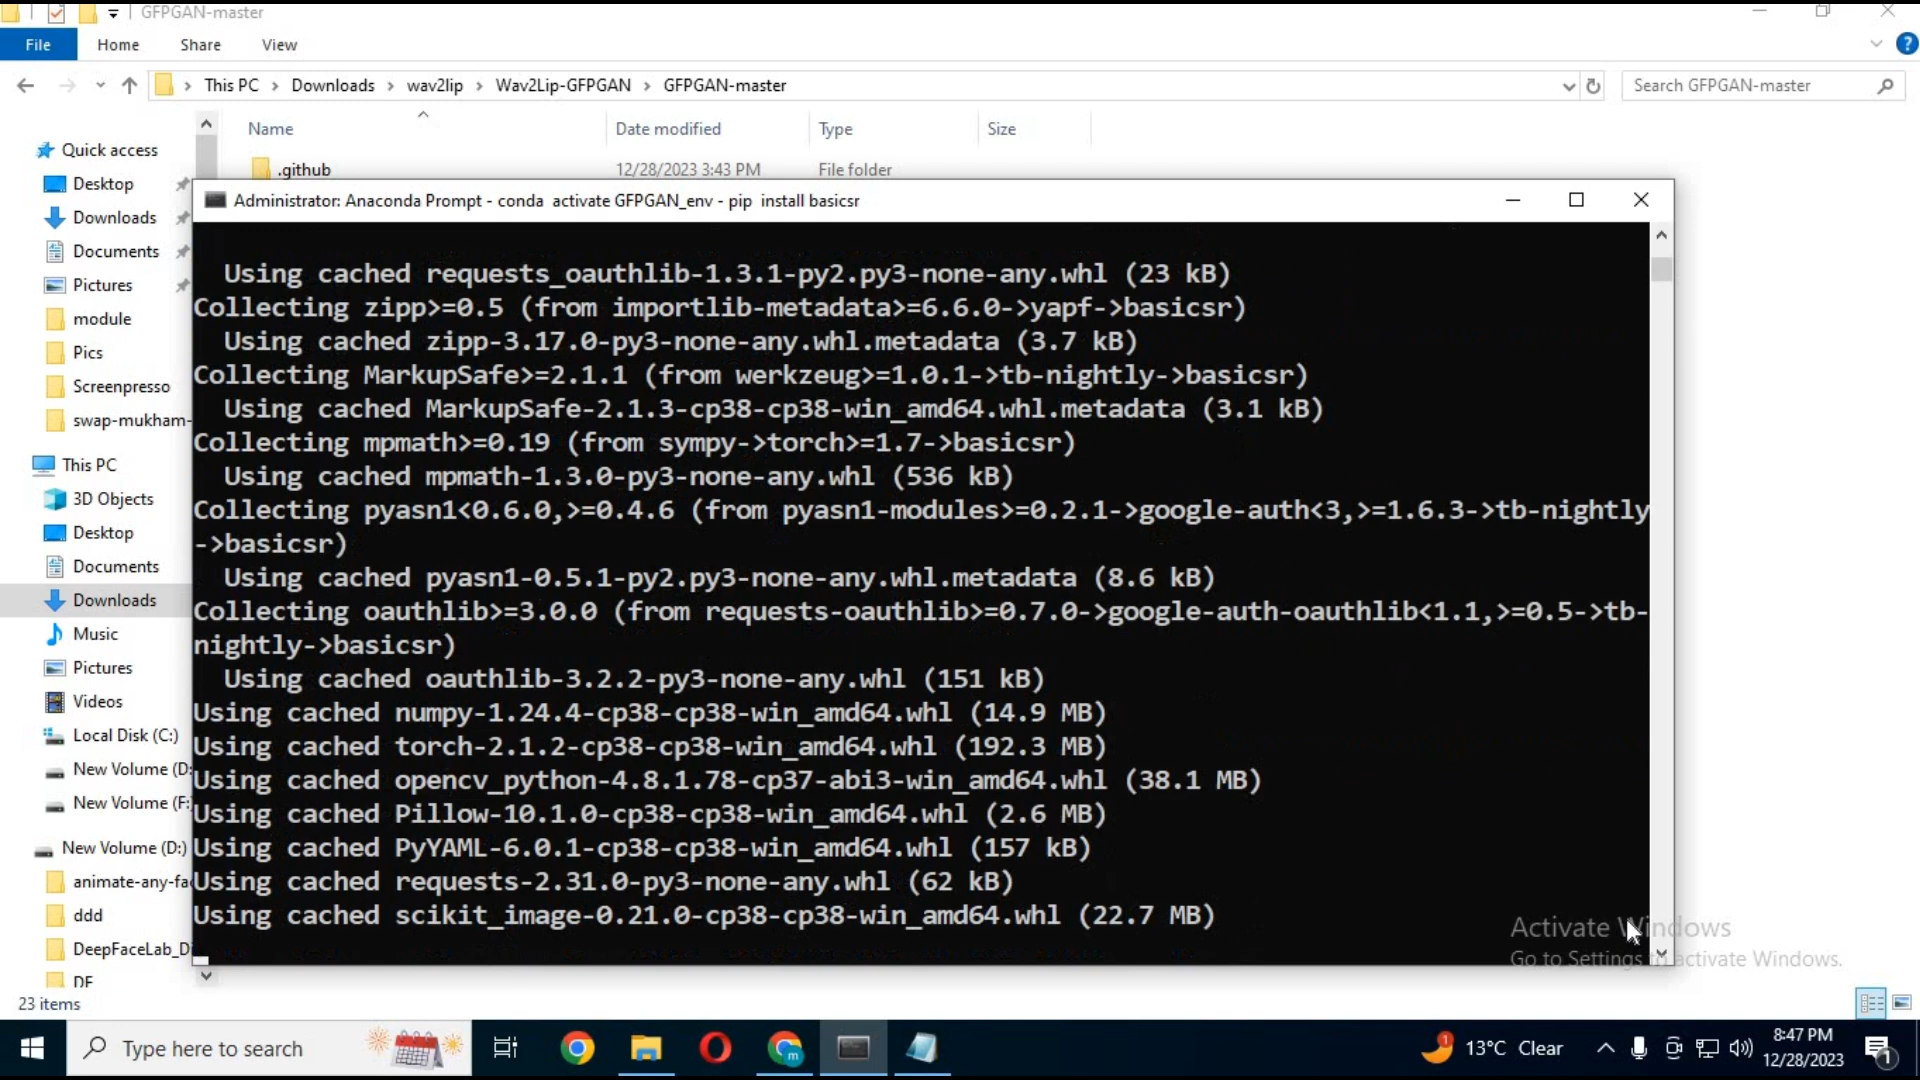 GFPGAN-master
File Home Share View
This PC Downloads wav2lip Wav2Lip-GFPGAN GFPGAN-master
Search GFPGAN-master
Name Date modified Type Size
.github 12/28/2023 3:43 PM File folder
Quick access
Desktop
Downloads
Documents
Pictures
module
Pics
Screenpresso
swap-mukham-
This PC
3D Objects
Desktop
Documents
Downloads
Music
Pictures
Videos
Local Disk (C:)
New Volume (D:
New Volume (F:
New Volume (D:)
animate-any-fac
ddd
DeepFaceLab_Di
DF
23 items
Administrator: Anaconda Prompt - conda activate GFPGAN_env - pip install basicsr
Using cached requests_oauthlib-1.3.1-py2.py3-none-any.whl (23 kB)
Collecting zipp>=0.5 (from importlib-metadata>=6.6.0->yapf->basicsr)
Using cached zipp-3.17.0-py3-none-any.whl.metadata (3.7 kB)
Collecting MarkupSafe>=2.1.1 (from werkzeug>=1.0.1->tb-nightly->basicsr)
Using cached MarkupSafe-2.1.3-cp38-cp38-win_amd64.whl.metadata (3.1 kB)
Collecting mpmath>=0.19 (from sympy->torch>=1.7->basicsr)
Using cached mpmath-1.3.0-py3-none-any.whl (536 kB)
Collecting pyasn1<0.6.0,>=0.4.6 (from pyasn1-modules>=0.2.1->google-auth<3,>=1.6.3->tb-nightly
->basicsr)
Using cached pyasn1-0.5.1-py2.py3-none-any.whl.metadata (8.6 kB)
Collecting oauthlib>=3.0.0 (from requests-oauthlib>=0.7.0->google-auth-oauthlib<1.1,>=0.5->tb-
nightly->basicsr)
Using cached oauthlib-3.2.2-py3-none-any.whl (151 kB)
Using cached numpy-1.24.4-cp38-cp38-win_amd64.whl (14.9 MB)
Using cached torch-2.1.2-cp38-cp38-win_amd64.whl (192.3 MB)
Using cached opencv_python-4.8.1.78-cp37-abi3-win_amd64.whl (38.1 MB)
Using cached Pillow-10.1.0-cp38-cp38-win_amd64.whl (2.6 MB)
Using cached PyYAML-6.0.1-cp38-cp38-win_amd64.whl (157 kB)
Using cached requests-2.31.0-py3-none-any.whl (62 kB)
Using cached scikit_image-0.21.0-cp38-cp38-win_amd64.whl (22.7 MB)
Activate Windows
Go to Settings to activate Windows.
Type here to search
13°C Clear
8:47 PM
12/28/2023